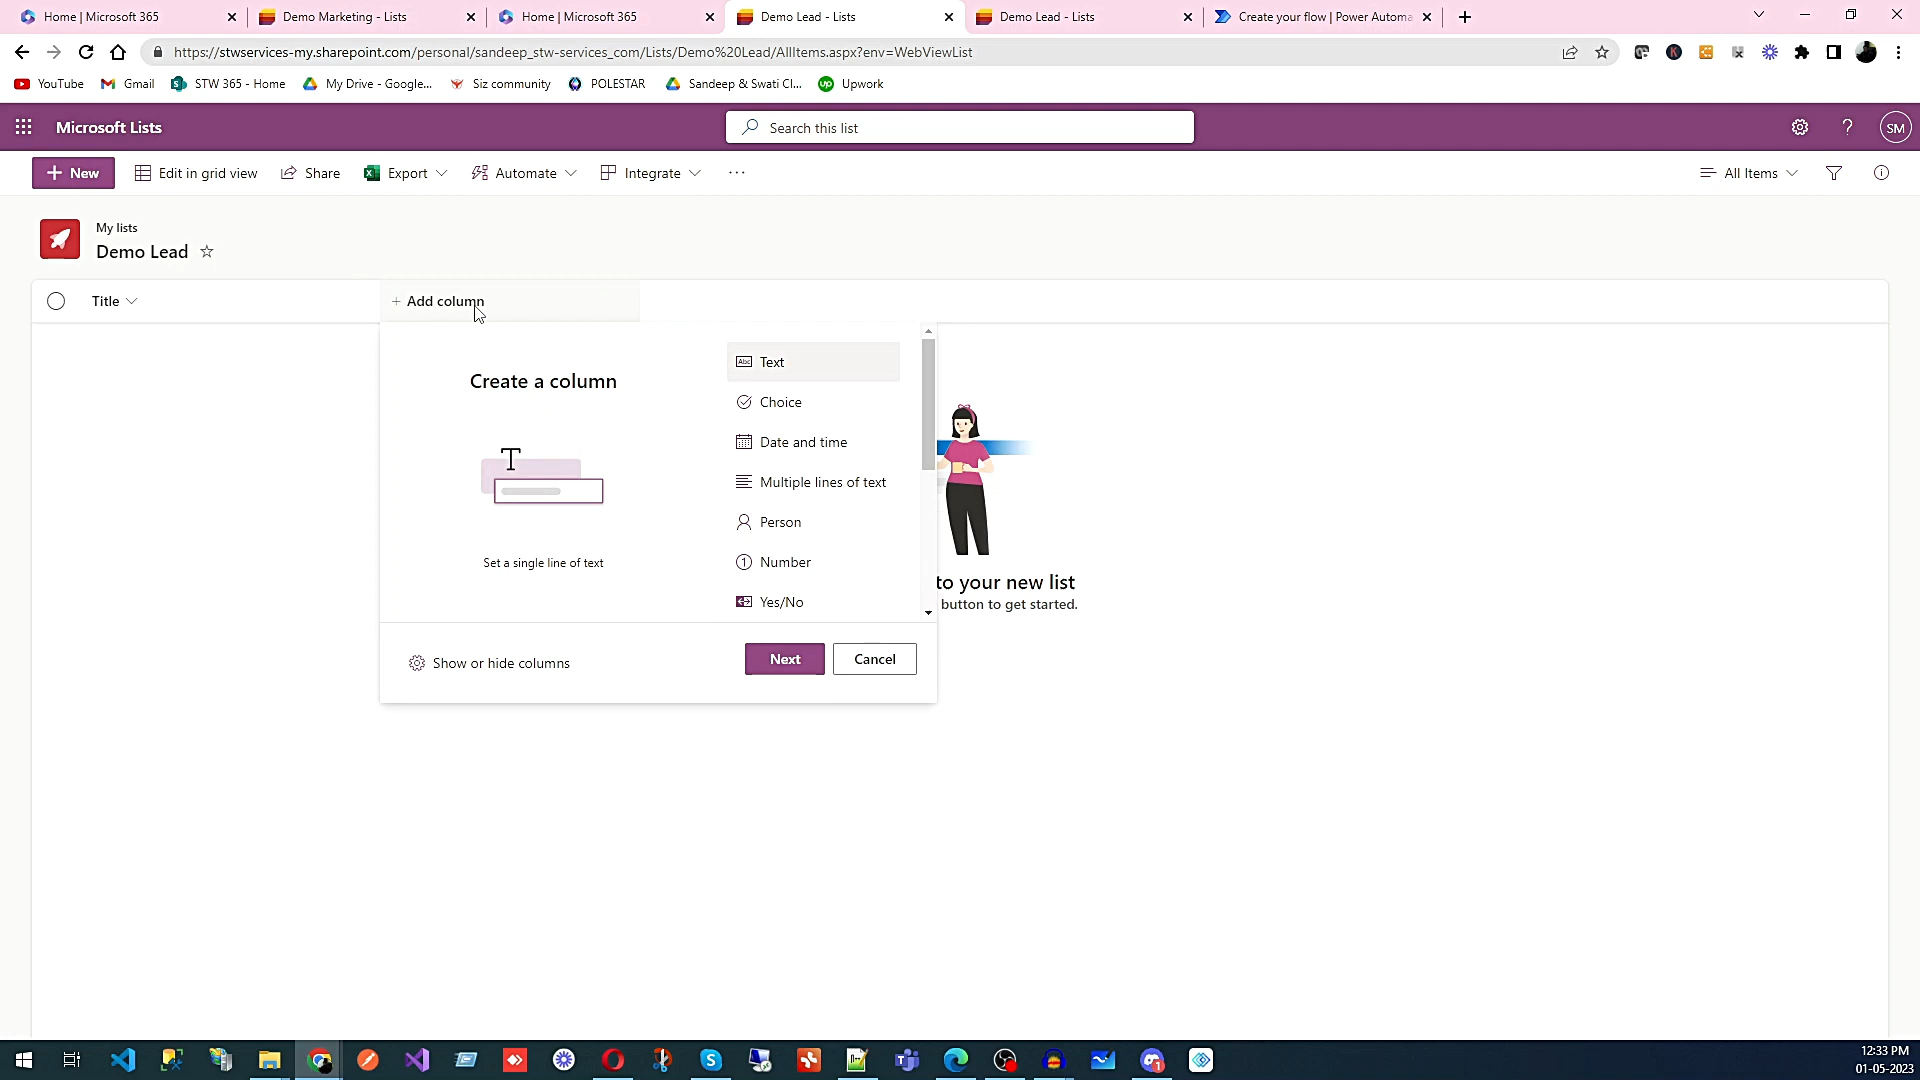 Home | Microsoft 365
Demo Marketing - Lists
Home | Microsoft 365
Demo Lead - Lists
Demo Lead - Lists
Create your flow | Power Automa
https://stwservices-my.sharepoint.com/personal/sandeep_stw-services_com/Lists/Demo%20Lead/AllItems.aspx?env=WebViewList
YouTube
Gmail
STW 365 - Home
My Drive - Google...
Siz community
POLESTAR
Sandeep & Swati Cl...
Upwork
Microsoft Lists
Search this list
SM
New
Edit in grid view
Share
Export
Automate
Integrate
All Items
My lists
Demo Lead
Title
+ Add column
Create a column
Set a single line of text
Abc Text
Choice
Date and time
Multiple lines of text
Person
1 Number
Yes/No
to your new list
button to get started.
Show or hide columns
Next
Cancel
12:33 PM
01-05-2023